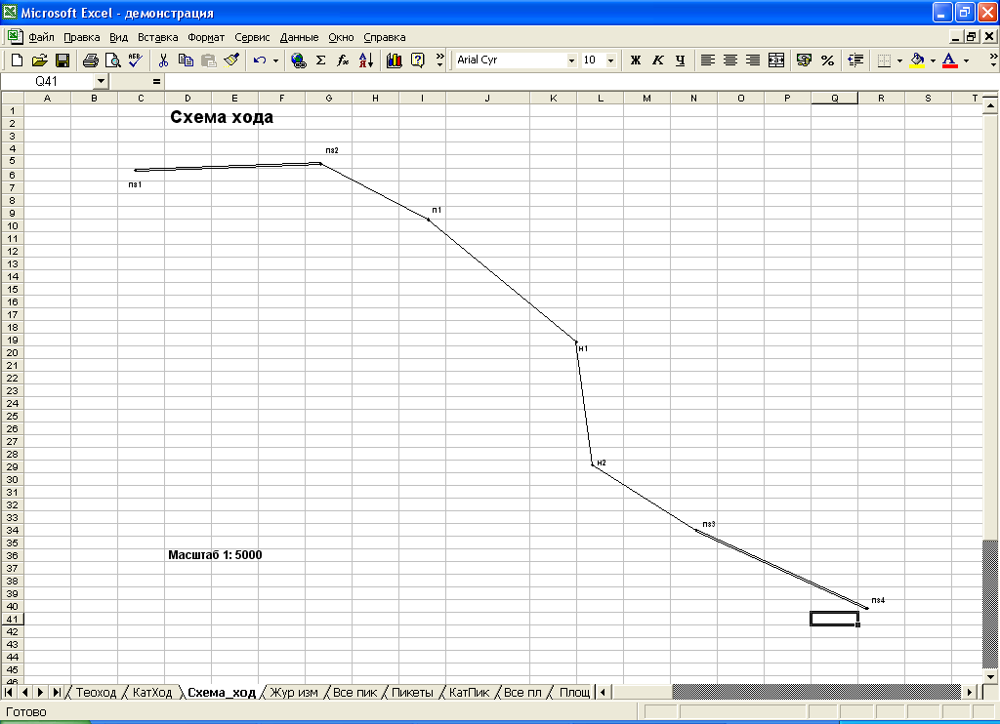 Microsoft Excel - демонстрация
Файл Правка Вид Вставка Формат Сервис Данные Окно Справка
Arial Cyr 10 Ж К Ч
Q41 =
A B C D E F G H I J K L M N O P Q R S T
1
2
3
4
5
6
7
8
9
10
11
12
13
14
15
16
17
18
19
20
21
22
23
24
25
26
27
28
29
30
31
32
33
34
35
36
37
38
39
40
41
42
43
44
45
46
Схема хода
пз2
пз1
п1
н1
н2
пз3
Масштаб 1: 5000
пз4
Теоход КатХод Схема_ход Жур изм Все пик Пикеты КатПик Все пл Площ
Готово